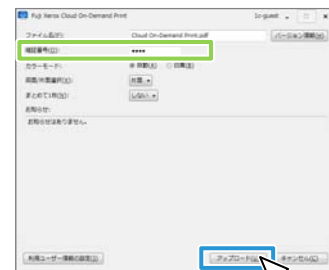 Fuji Xerox Cloud On-Demand Print
1o-guest
ファイル名(F):
Cloud On-Demand Print.pdf
バージョン情報(A)
暗証番号(D):
****
カラーモード:
自動(U)
白黒(B)
両面/片面選択(X):
片面
まとめて1枚(N):
しない
お知らせ:
お知らせはありません。
利用ユーザー情報の設定(I)
アップロード(U)
キャンセル(C)